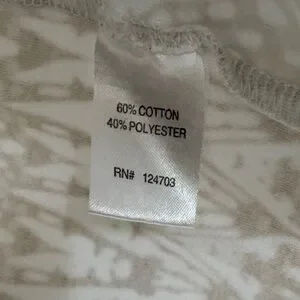 60% COTTON
40% POLYESTER
RN# 124703